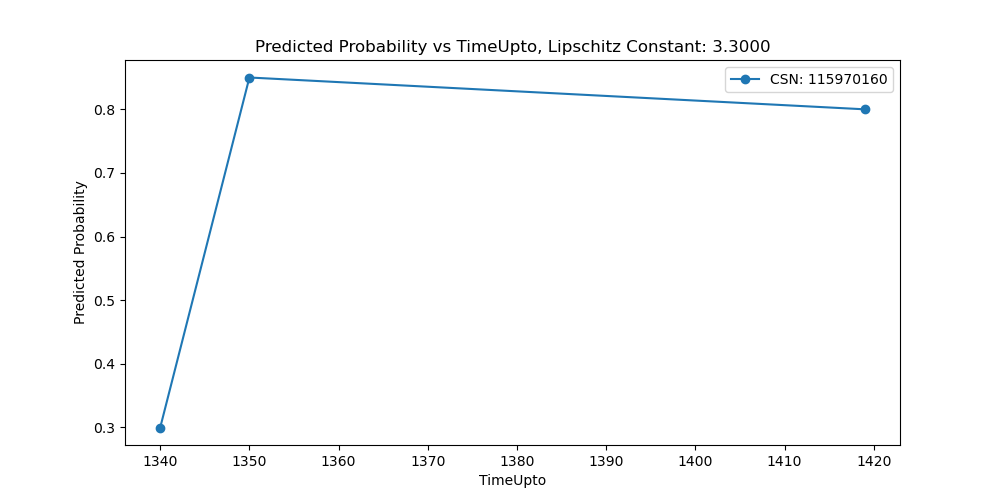 Predicted Probability vs TimeUpto, Lipschitz Constant: 3.3000
CSN: 115970160
Predicted Probability
0.8
0.7
0.6
0.5
0.4
0.3
1340 1350 1360 1370 1380 1390 1400 1410 1420
TimeUpto